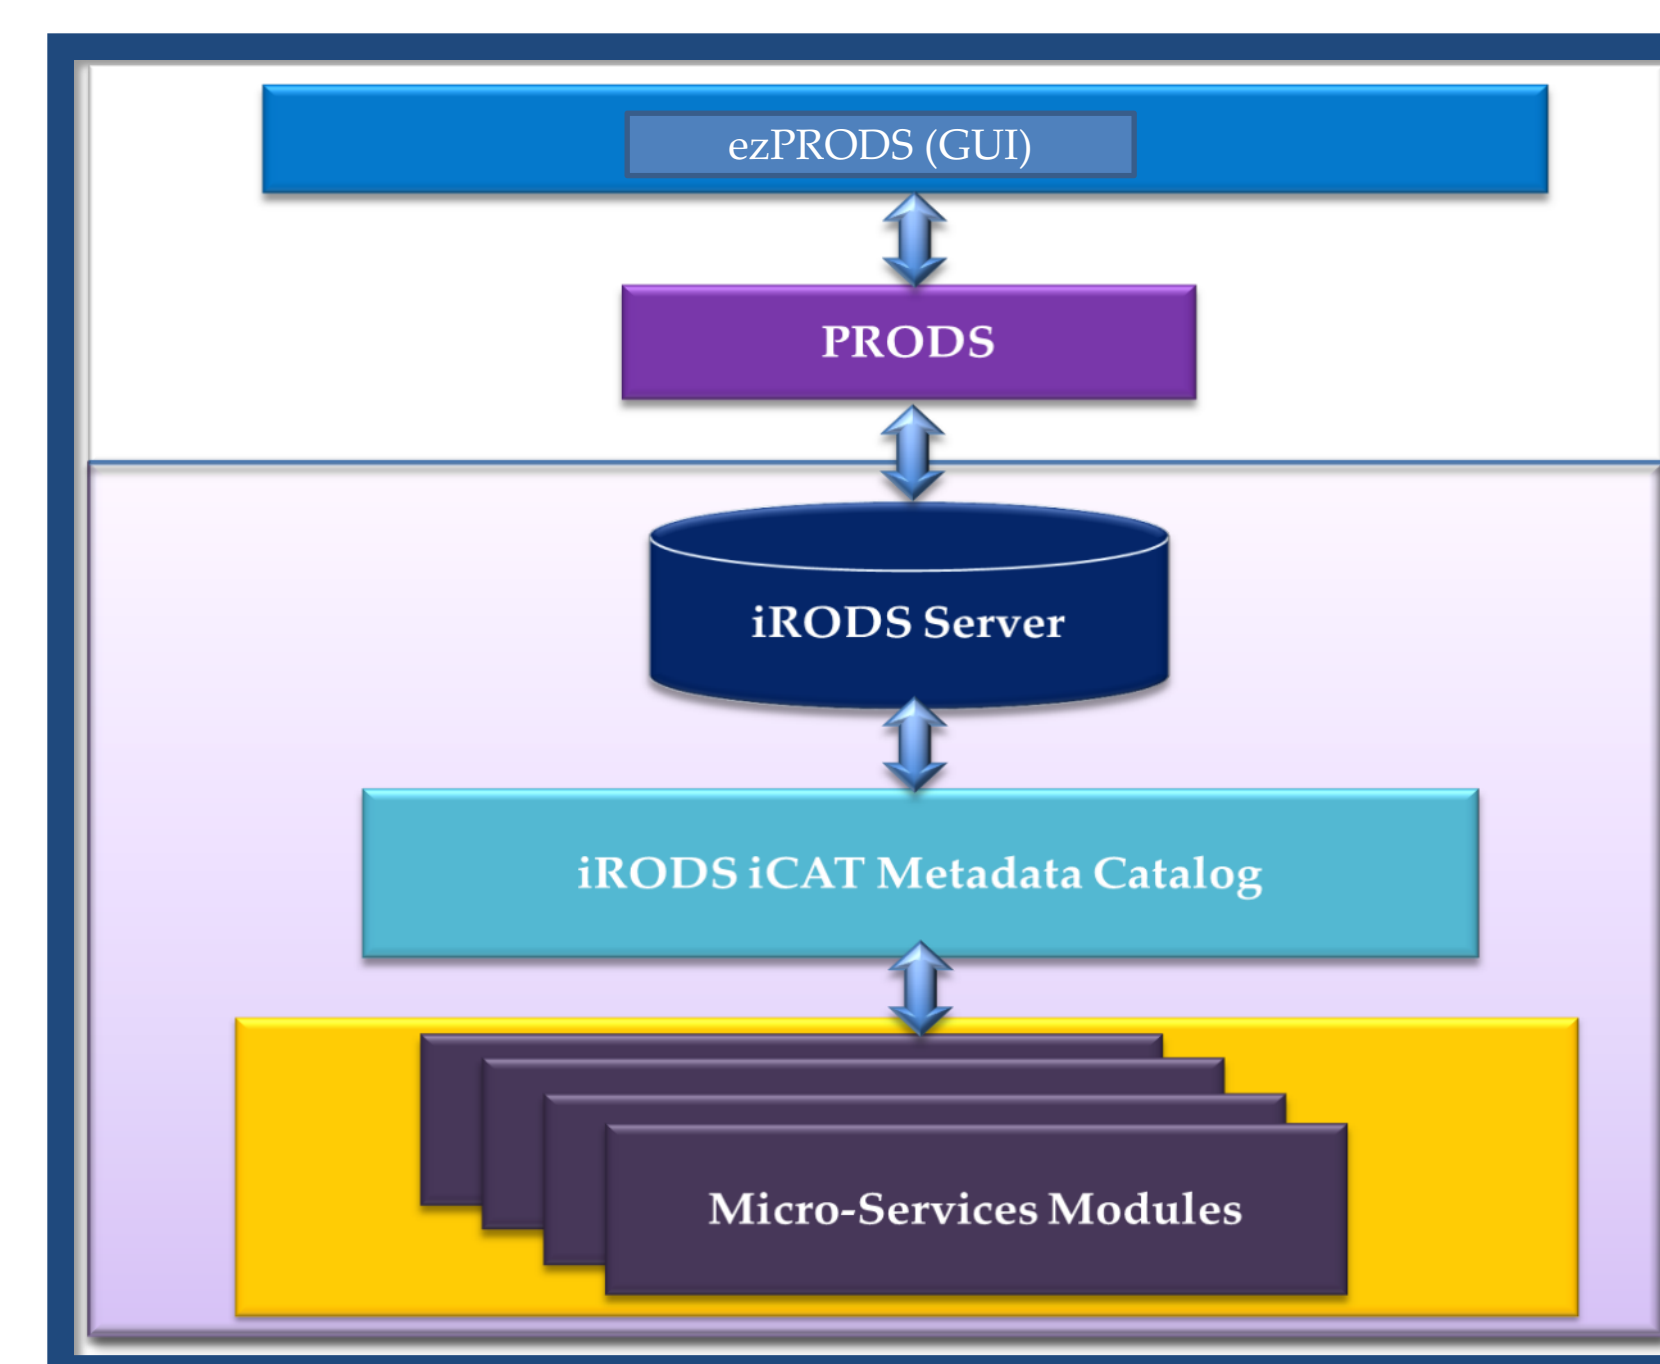 ezPRODS (GUI)
PRODS
iRODS Server
iRODS iCAT Metadata Catalog
Micro-Services Modules